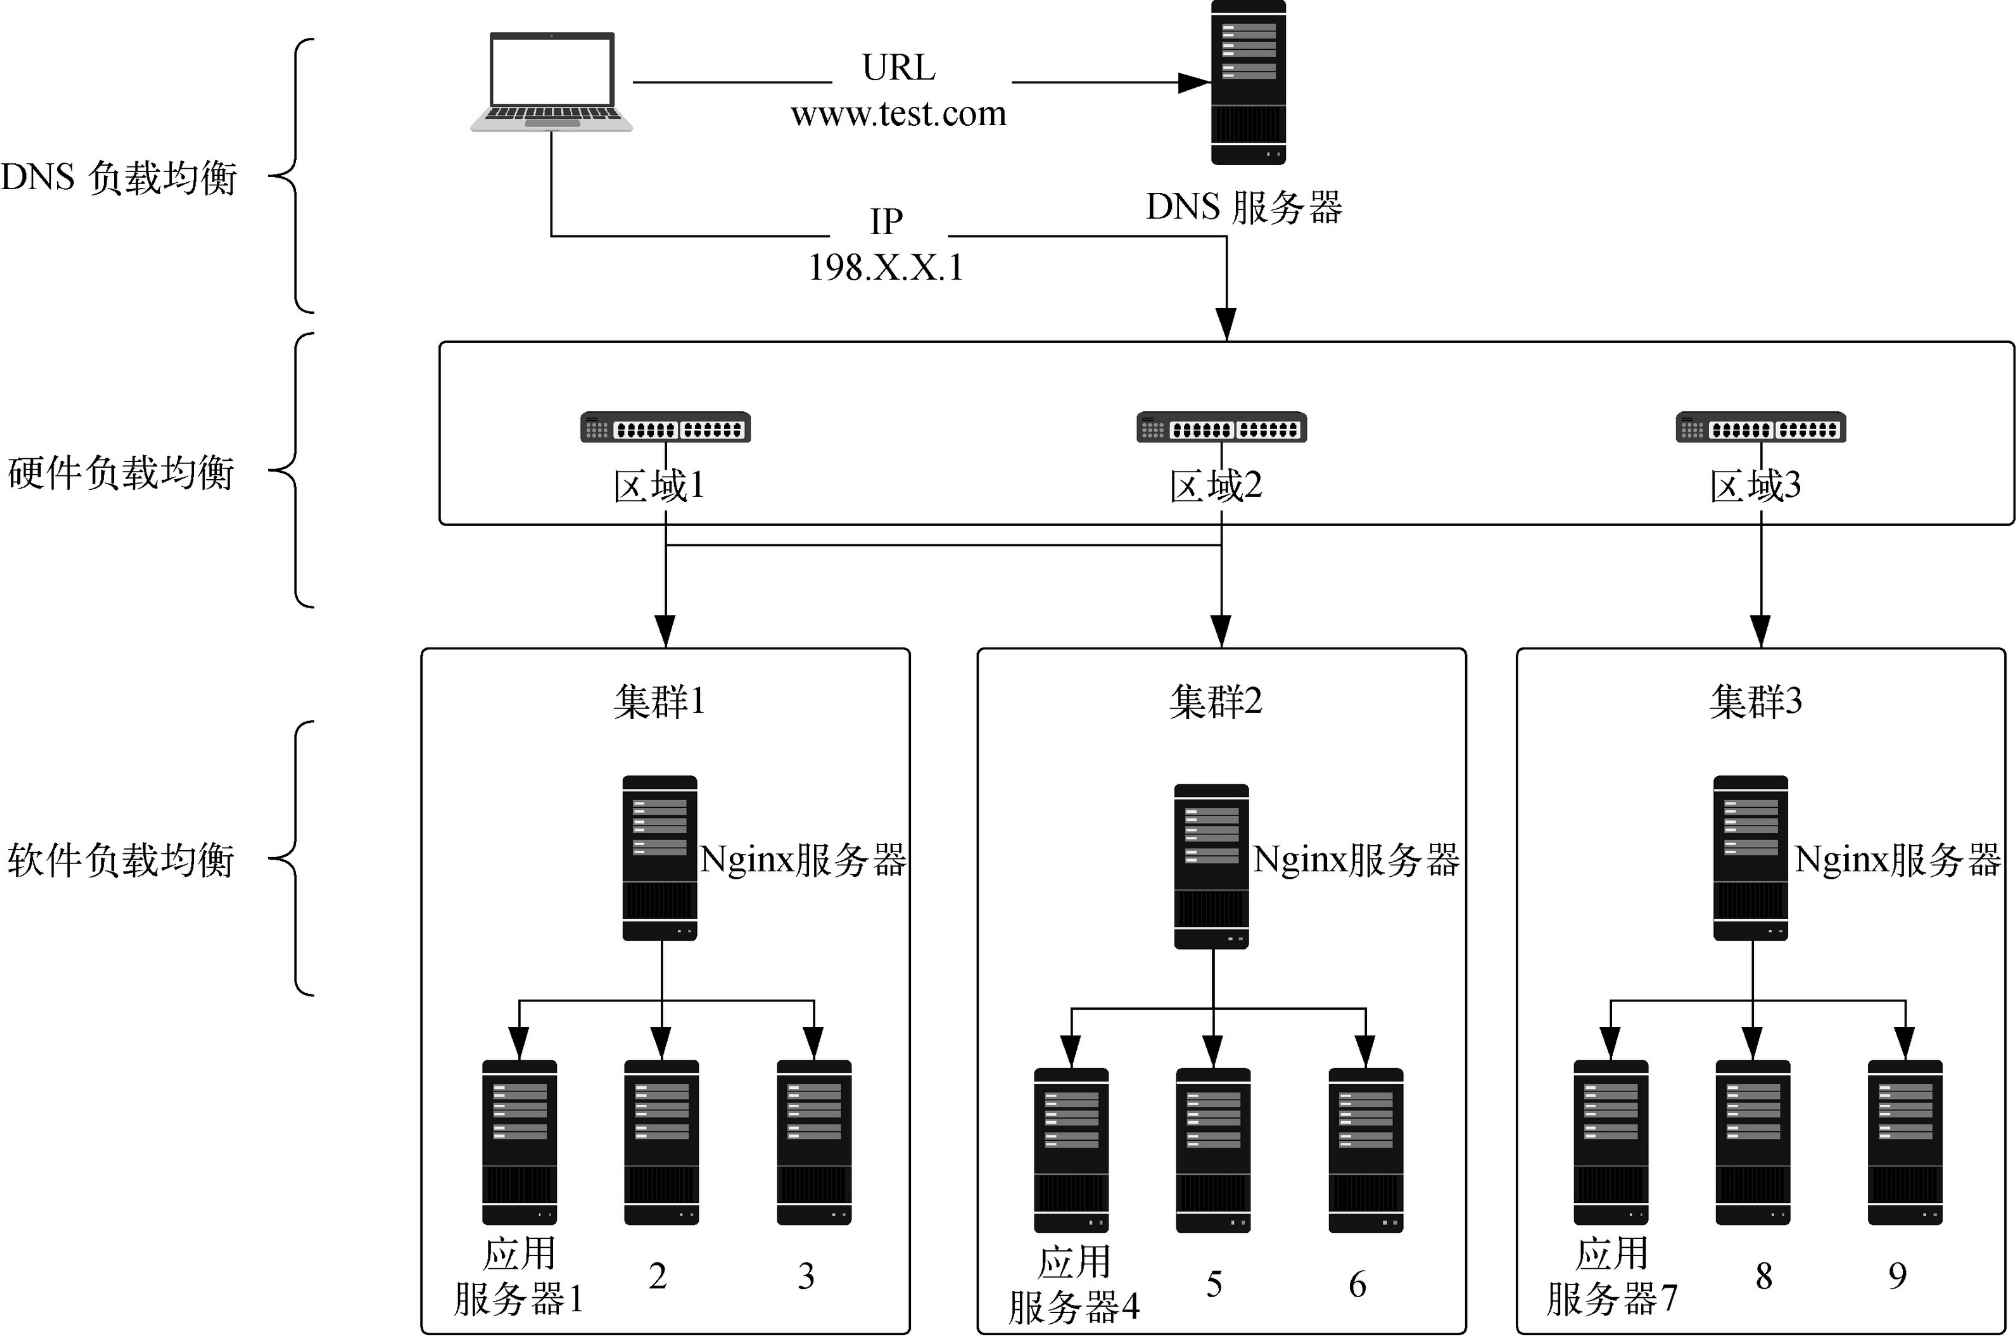 URL
www.test.com
DNS 服务器
DNS 负载均衡
IP
198.X.X.1
硬件负载均衡
区域1
区域2
区域3
集群1
集群2
集群3
软件负载均衡
Nginx服务器
Nginx服务器
Nginx服务器
应用
服务器1
2
3
应用
服务器4
5
6
应用
服务器7
8
9